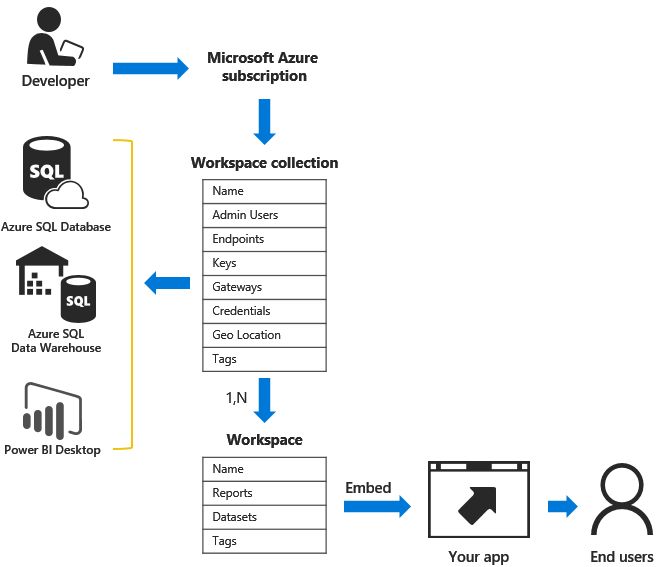 Developer
Microsoft Azure
subscription
Workspace collection
Name
Admin Users
Endpoints
Keys
Gateways
Credentials
Geo Location
Tags
SQL
Azure SQL Database
SQL
Azure SQL
Data Warehouse
Power BI Desktop
1,N
Workspace
Name
Reports
Datasets
Tags
Embed
Your app
End users